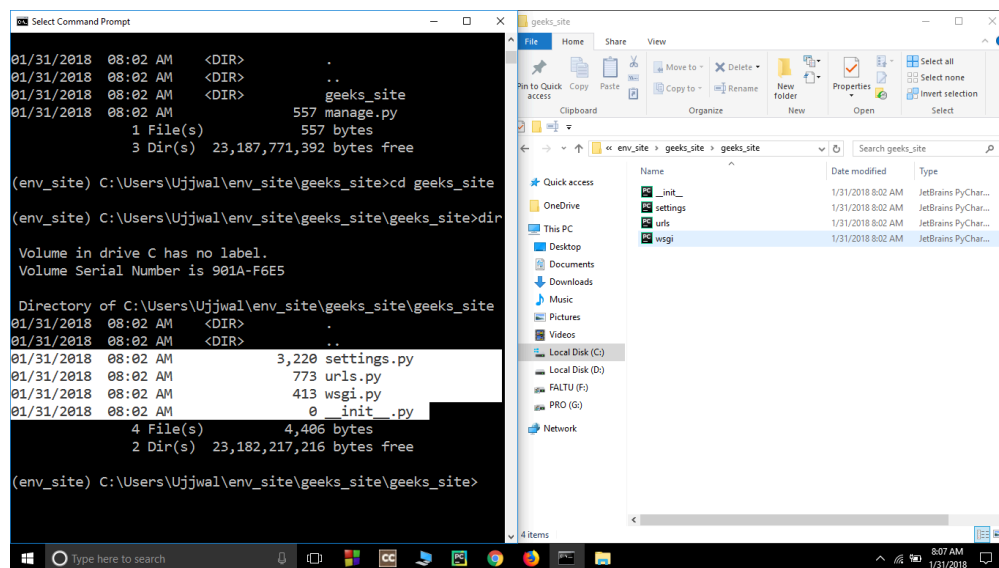 Select Command Prompt
01/31/2018 08:02 AM <DIR> .
01/31/2018 08:02 AM <DIR> ..
01/31/2018 08:02 AM <DIR> geeks_site
01/31/2018 08:02 AM 557 manage.py
1 File(s) 557 bytes
3 Dir(s) 23,187,771,392 bytes free
(env_site) C:\Users\Ujjwal\env_site\geeks_site>cd geeks_site
(env_site) C:\Users\Ujjwal\env_site\geeks_site\geeks_site>dir
Volume in drive C has no label.
Volume Serial Number is 901A-F6E5
Directory of C:\Users\Ujjwal\env_site\geeks_site\geeks_site
01/31/2018 08:02 AM <DIR> .
01/31/2018 08:02 AM <DIR> ..
01/31/2018 08:02 AM 3,220 settings.py
01/31/2018 08:02 AM 773 urls.py
01/31/2018 08:02 AM 413 wsgi.py
01/31/2018 08:02 AM 0 __init__.py
4 File(s) 4,406 bytes
2 Dir(s) 23,182,217,216 bytes free
(env_site) C:\Users\Ujjwal\env_site\geeks_site\geeks_site>
geeks_site
File Home Share View
Pin to Quick access
Copy
Paste
Move to
Copy to
Delete
Rename
New folder
Properties
Select all
Select none
Invert selection
Clipboard Organize New Open Select
« env_site > geeks_site > geeks_site
Search geeks_site
Name Date modified Type
__init__ 1/31/2018 8:02 AM JetBrains PyChar...
settings 1/31/2018 8:02 AM JetBrains PyChar...
urls 1/31/2018 8:02 AM JetBrains PyChar...
wsgi 1/31/2018 8:02 AM JetBrains PyChar...
Quick access
OneDrive
This PC
Desktop
Documents
Downloads
Music
Pictures
Videos
Local Disk (C:)
Local Disk (D:)
FALTU (F:)
PRO (G:)
Network
4 items
Type here to search
CC
PC
8:07 AM
1/31/2018